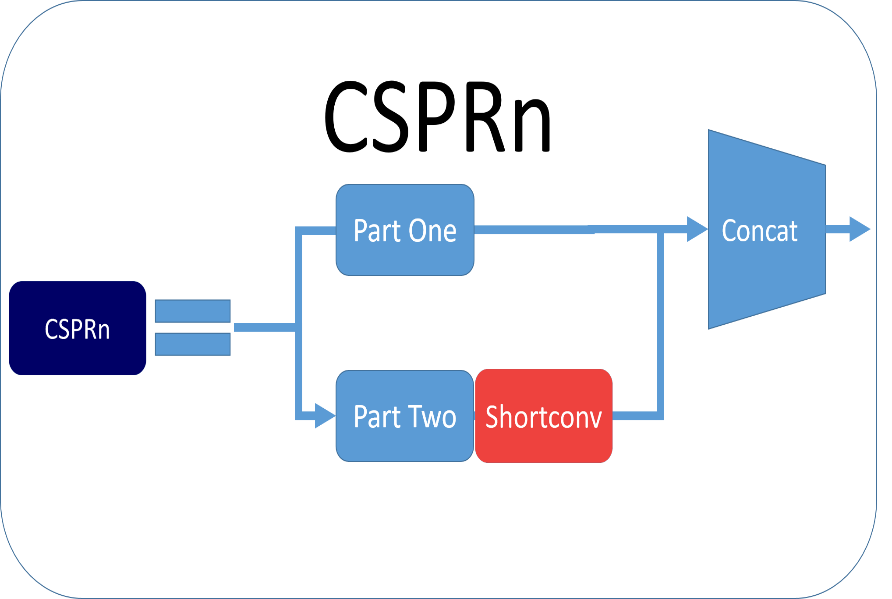 CSPRn
Part One
Concat
CSPRn
Part Two
Shortconv